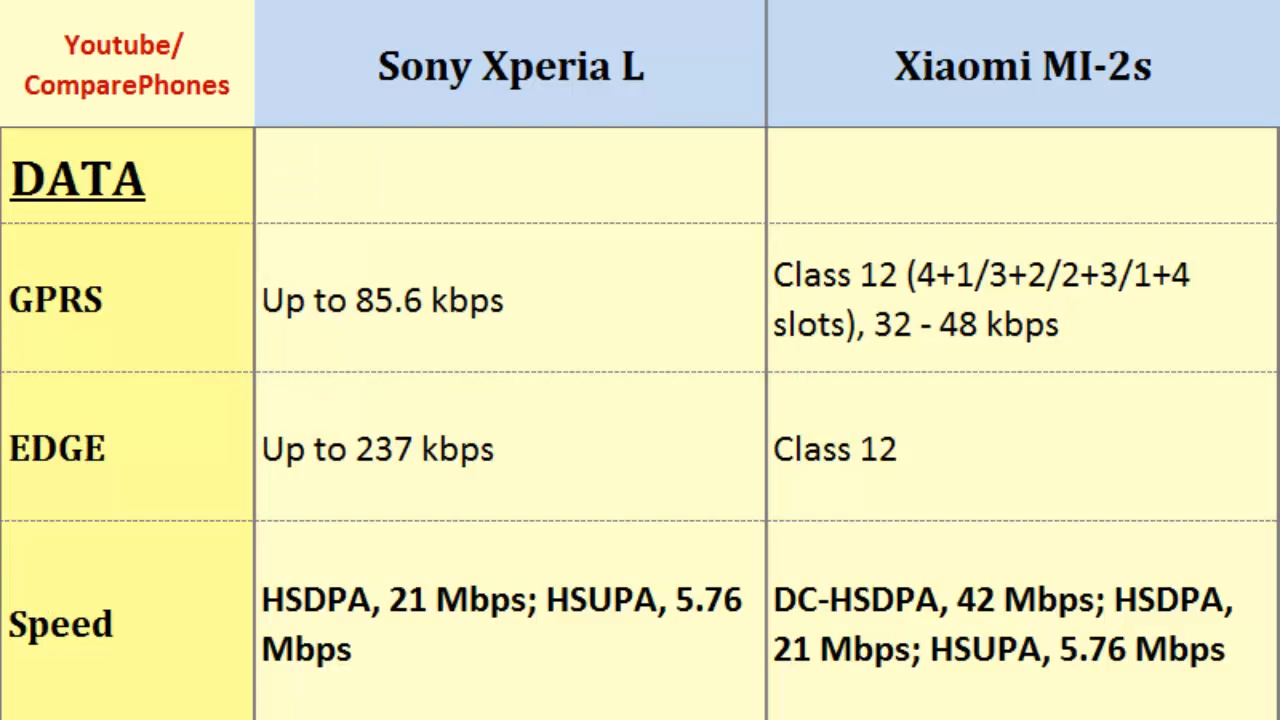 Youtube/
ComparePhones
Sony Xperia L
Xiaomi MI-2s
DATA
GPRS
Up to 85.6 kbps
Class 12 (4+1/3+2/2+3/1+4
slots), 32 - 48 kbps
EDGE
Up to 237 kbps
Class 12
Speed
HSDPA, 21 Mbps; HSUPA, 5.76
Mbps
DC-HSDPA, 42 Mbps; HSDPA,
21 Mbps; HSUPA, 5.76 Mbps